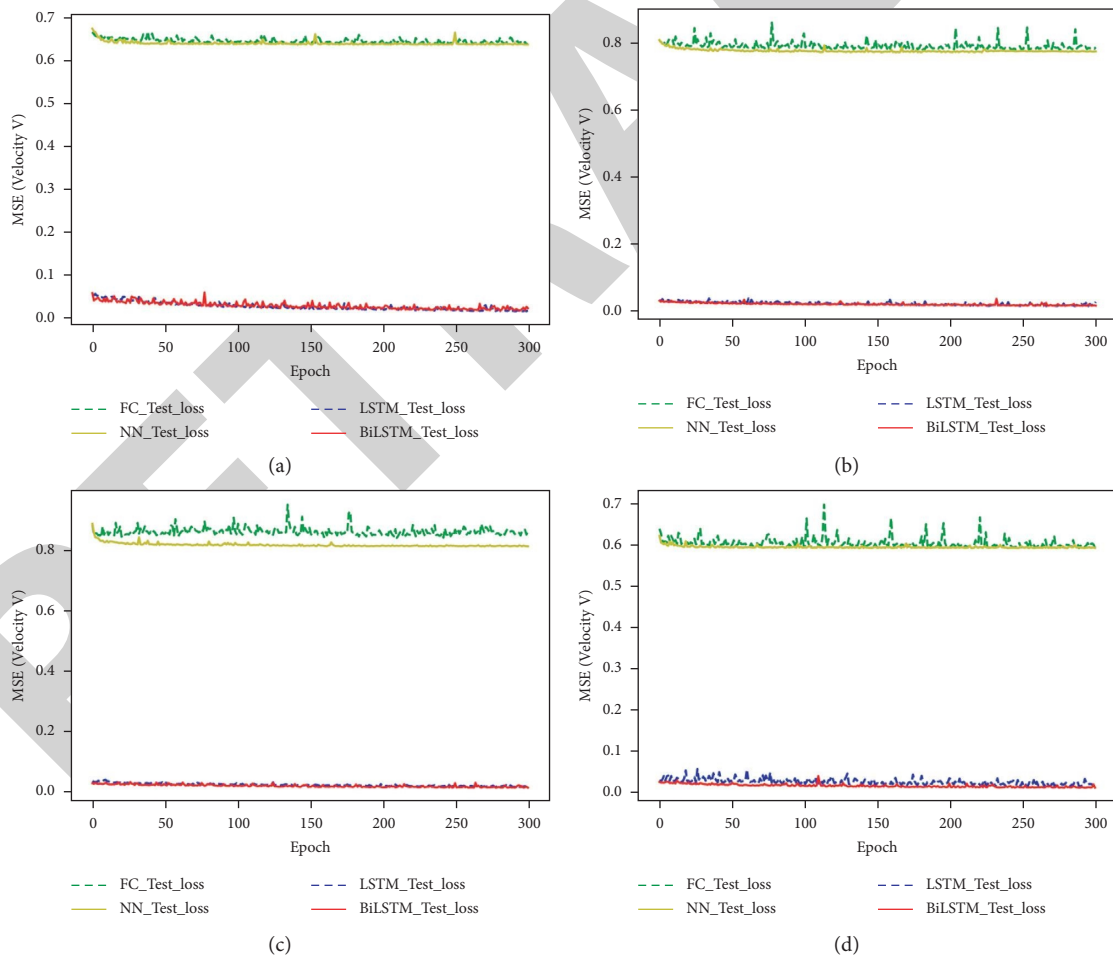 0.7
0.6
0.5
0.4
0.3
0.2
0.1
0.0
MSE (Velocity V)
0 50 100 150 200 250 300
Epoch
FC_Test_loss LSTM_Test_loss
NN_Test_loss BiLSTM_Test_loss
(a)
0.8
0.6
0.4
0.2
0.0
MSE (Velocity V)
0 50 100 150 200 250 300
Epoch
FC_Test_loss LSTM_Test_loss
NN_Test_loss BiLSTM_Test_loss
(b)
0.8
0.6
0.4
0.2
0.0
MSE (Velocity V)
0 50 100 150 200 250 300
Epoch
FC_Test_loss LSTM_Test_loss
NN_Test_loss BiLSTM_Test_loss
(c)
0.7
0.6
0.5
0.4
0.3
0.2
0.1
0.0
MSE (Velocity V)
0 50 100 150 200 250 300
Epoch
FC_Test_loss LSTM_Test_loss
NN_Test_loss BiLSTM_Test_loss
(d)